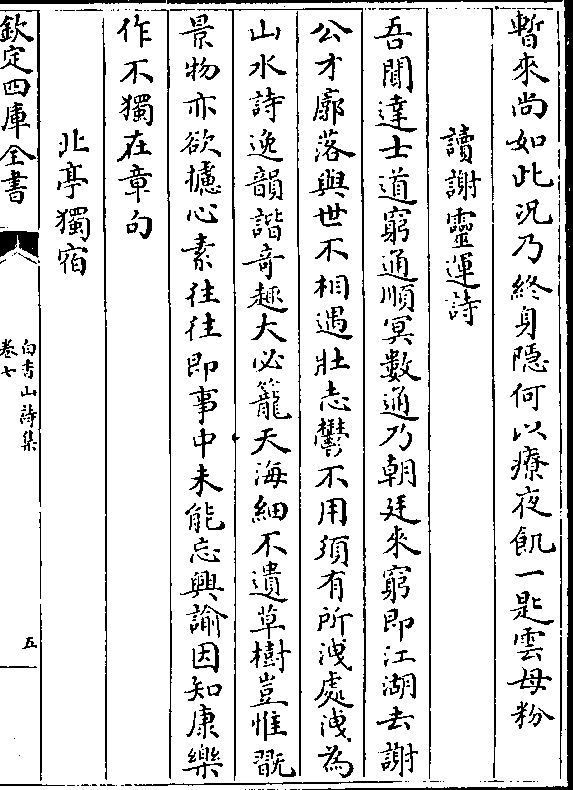 暫來尚如此况乃終身隱何以療夜飢一匙雲母粉
讀謝靈運詩
吾聞達士道窮通順冥數通乃朝廷來窮即江湖去謝
公才廓落與世不相遇壯志鬱不用須有所洩處洩為
山水詩逸韻諧竒趣大必籠天海細不遺草樹豈惟翫
景物亦欲攄心素往往即事中未能忘興諭因知康樂
作不獨在章句
北亭獨宿
欽定四庫全書
白香山詩集
卷七
五